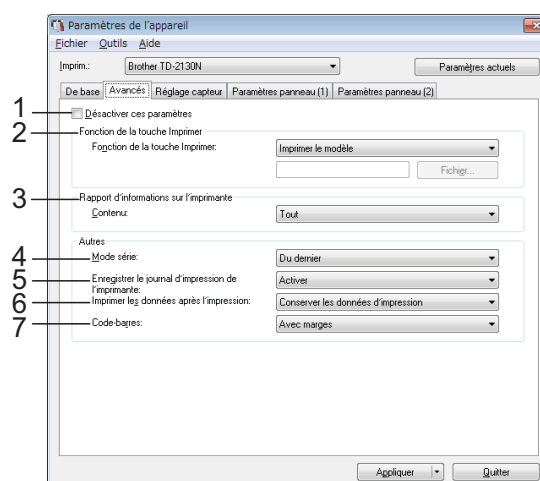 Paramètres de l'appareil
Fichier Outils Aide
Imprim.: Brother TD-2130N Paramètres actuels
De base Avancés Réglage capteur Paramètres panneau (1) Paramètres panneau (2)
1 Désactiver ces paramètres
2 Fonction de la touche Imprimer
Fonction de la touche Imprimer: Imprimer le modèle
Fichier...
3 Rapport d'informations sur l'imprimante
Contenu: Tout
Autres
4 Mode série: Du dernier
5 Enregistrer le journal d'impression de l'imprimante: Activer
6 Imprimer les données après l'impression: Conserver les données d'impression
7 Code-barres: Avec marges
Appliquer Quitter